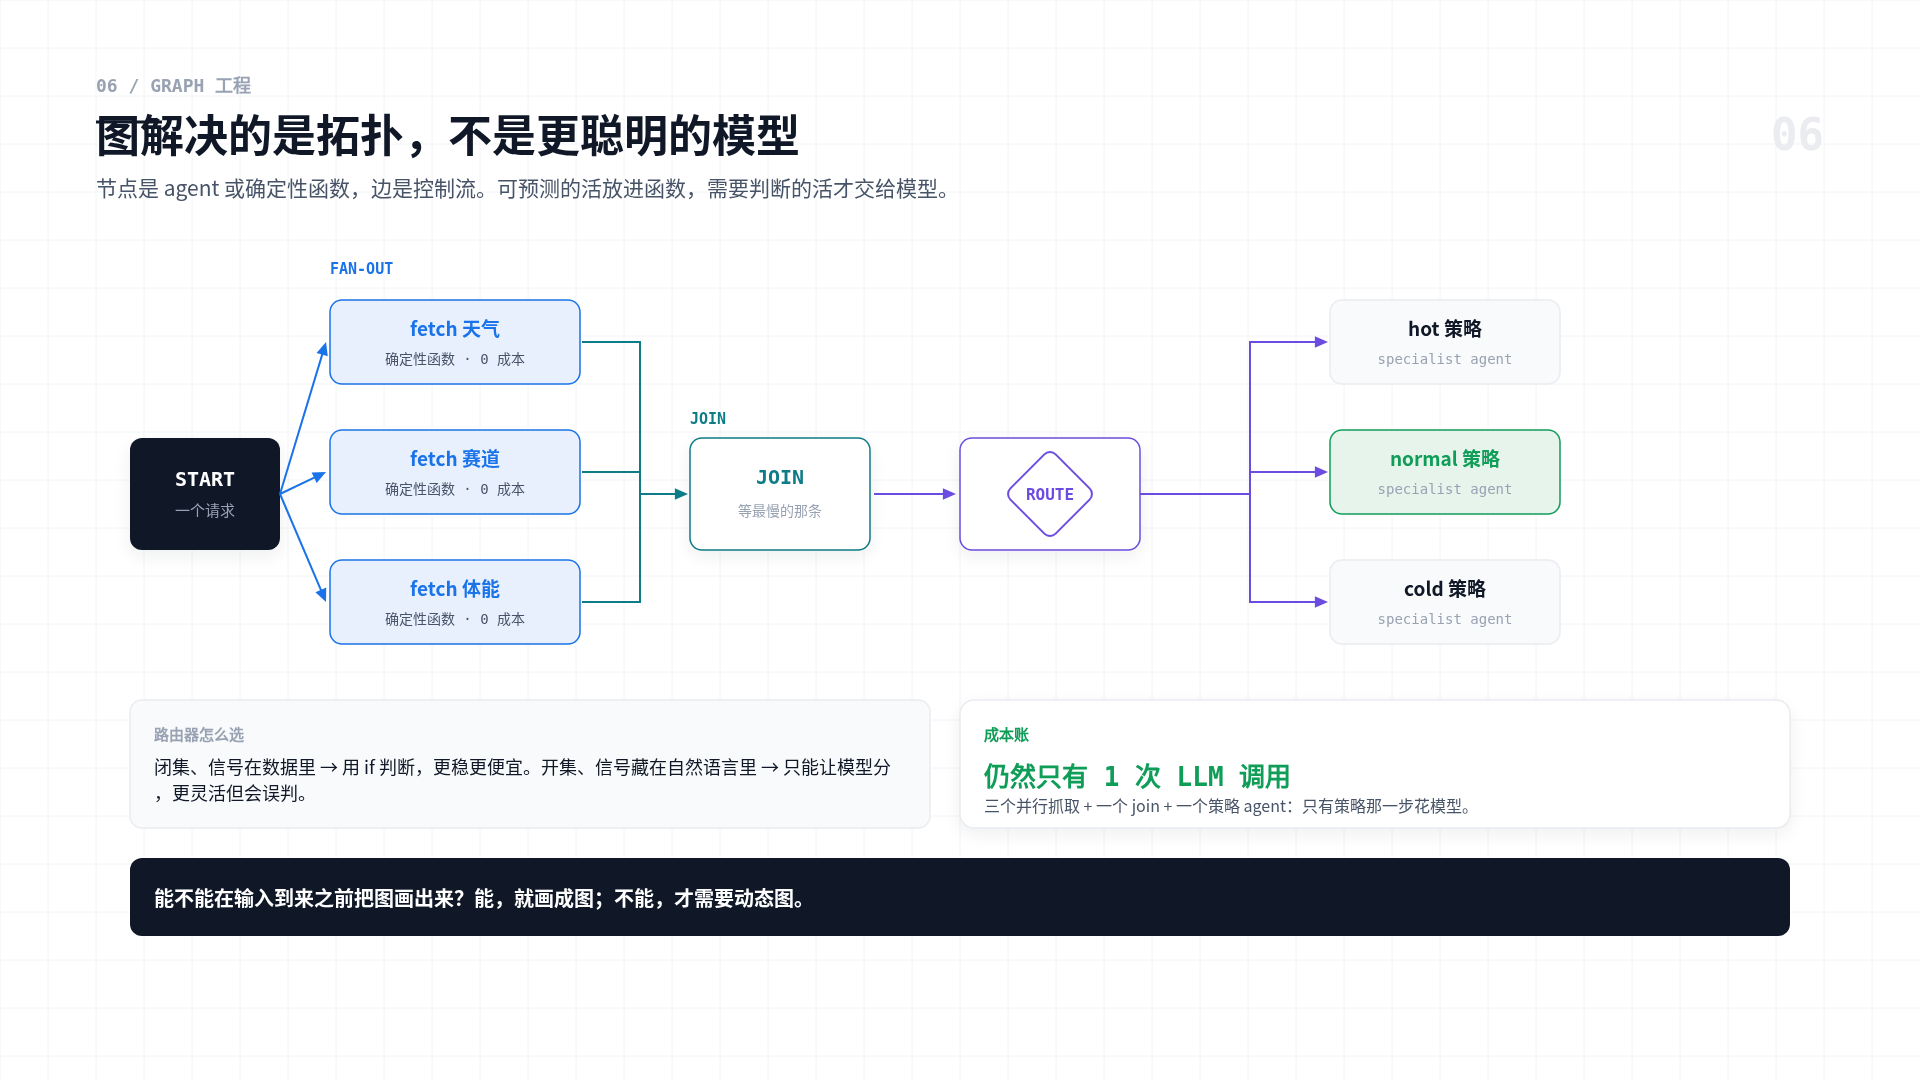 06 / GRAPH 工程
图解决的是拓扑，不是更聪明的模型
06
节点是 agent 或确定性函数，边是控制流。可预测的活放进函数，需要判断的活才交给模型。
FAN-OUT
fetch 天气
确定性函数 · 0 成本
fetch 赛道
确定性函数 · 0 成本
fetch 体能
确定性函数 · 0 成本
START
一个请求
JOIN
JOIN
等最慢的那条
ROUTE
hot 策略
specialist agent
normal 策略
specialist agent
cold 策略
specialist agent
路由器怎么选
闭集、信号在数据里 → 用 if 判断，更稳更便宜。开集、信号藏在自然语言里 → 只能让模型分
，更灵活但会误判。
成本账
仍然只有 1 次 LLM 调用
三个并行抓取 + 一个 join + 一个策略 agent：只有策略那一步花模型。
能不能在输入到来之前把图画出来？能，就画成图；不能，才需要动态图。